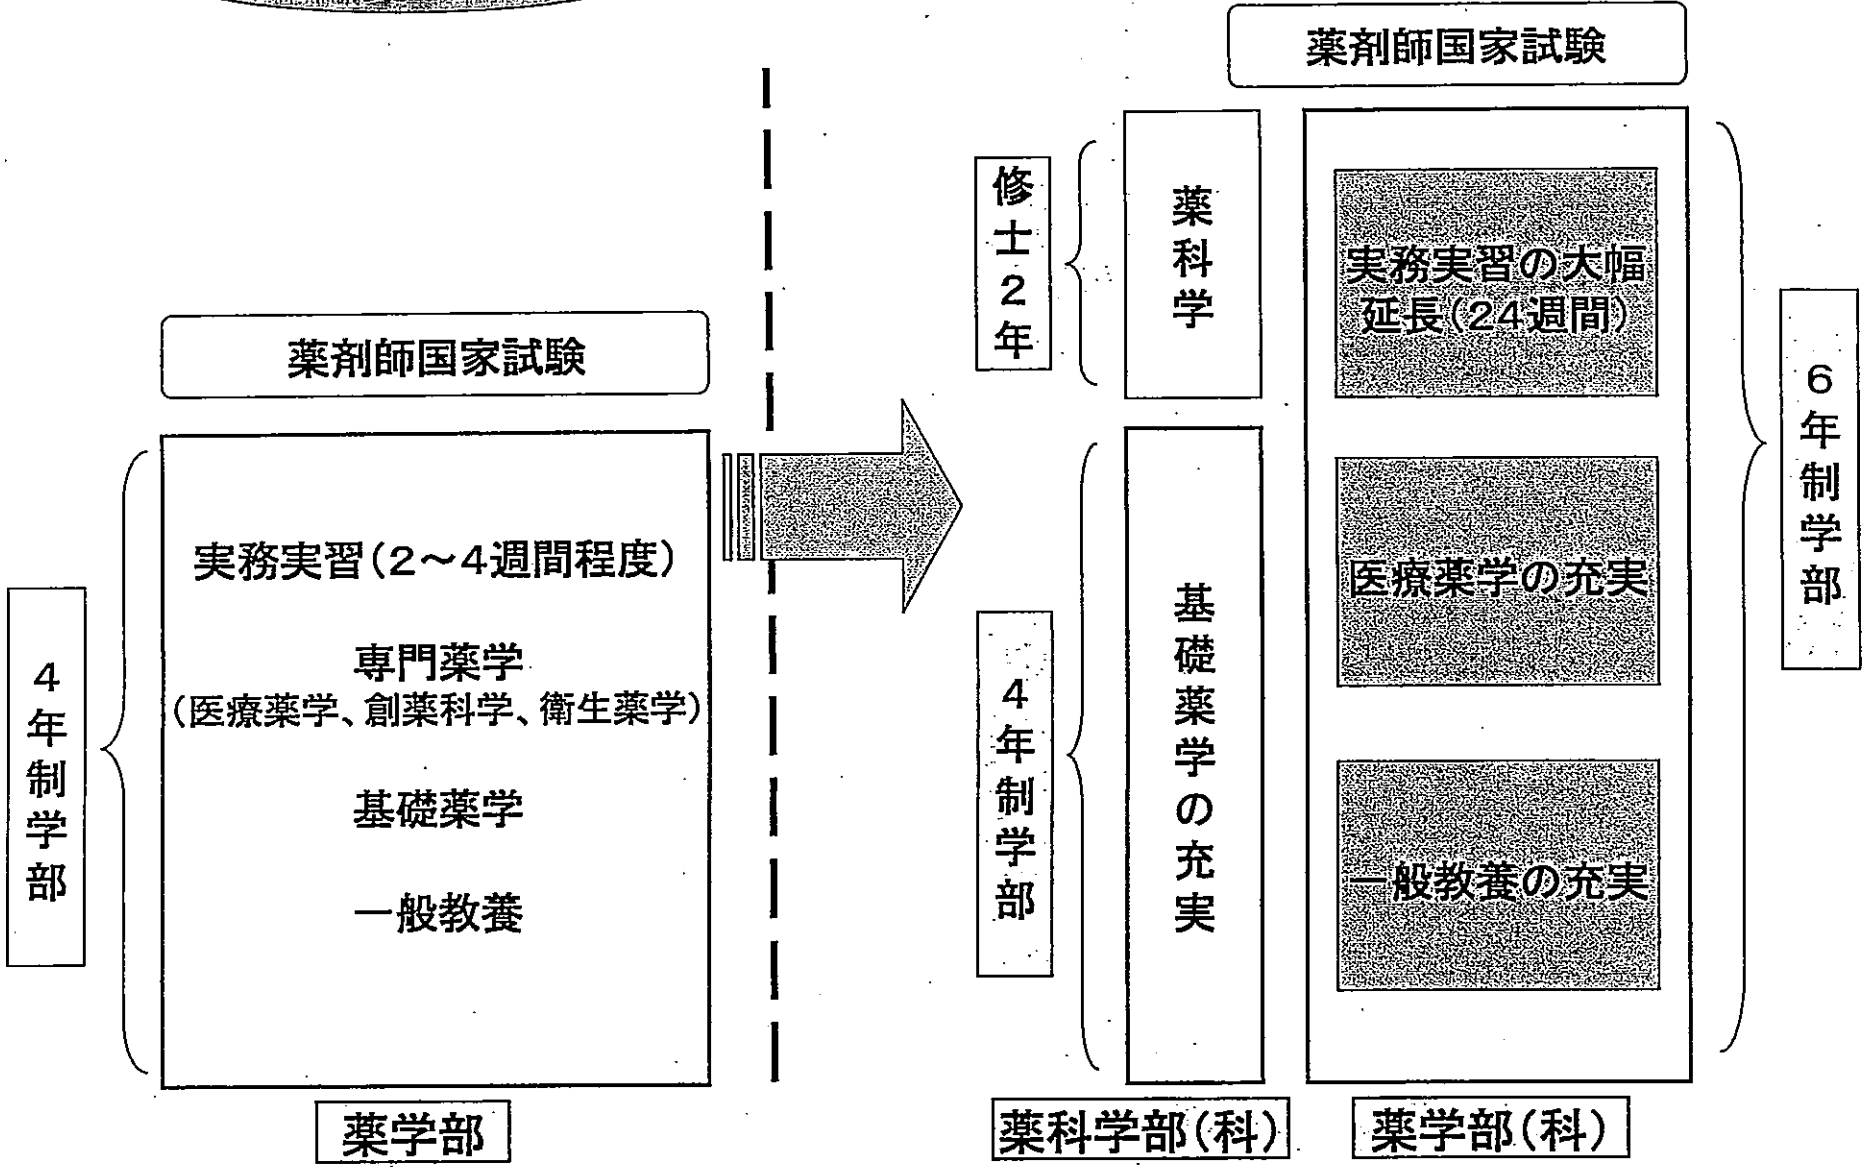 薬剤師国家試験
4年制学部
実務実習(2～4週間程度)
専門薬学
(医療薬学、創薬科学、衛生薬学)
基礎薬学
一般教養
薬学部
薬剤師国家試験
修士2年
薬科学
4年制学部
基礎薬学の充実
薬科学部(科)
実務実習の大幅
延長(24週間)
医療薬学の充実
一般教養の充実
6年制学部
薬学部(科)